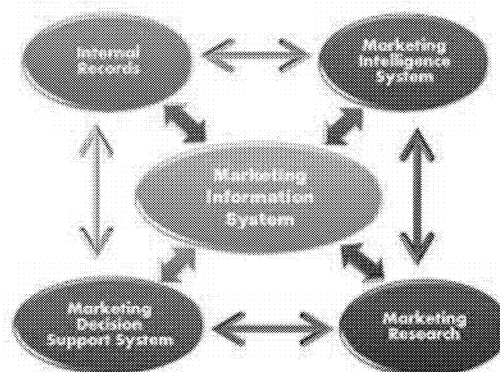 Internal
Records
Marketing
Intelligence
System
Marketing
Information
System
Marketing
Decision
Support System
Marketing
Research